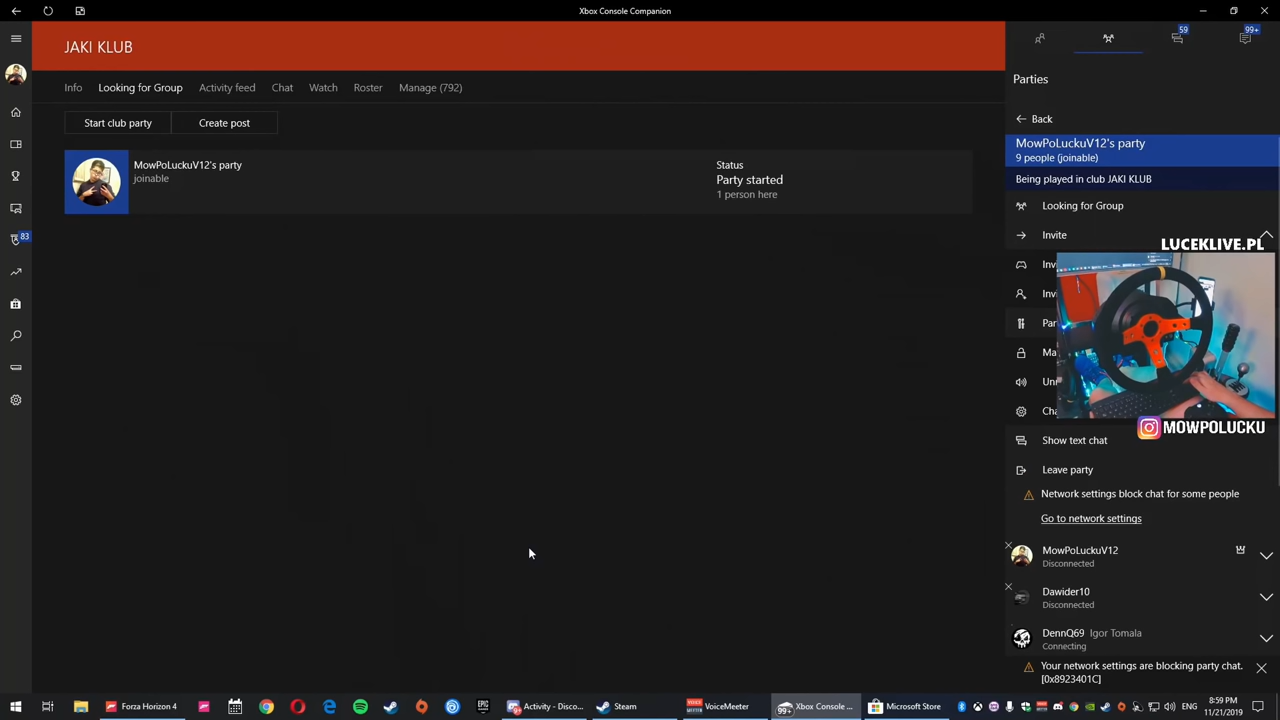 Xbox Console Companion
JAKI KLUB
Info Looking for Group Activity feed Chat Watch Roster Manage (792)
Start club party Create post
MowPoLuckuV12's party
joinable
Status
Party started
1 person here
83
59
99+
Parties
Back
MowPoLuckuV12's party
9 people (joinable)
Being played in club JAKI KLUB
Looking for Group
Invite
LUCEKLIVE.PL
MOWPOLUCKU
Show text chat
Leave party
Network settings block chat for some people
Go to network settings
MowPoLuckuV12
Disconnected
Dawider10
Disconnected
DennQ69 Igor Tomala
Connecting
Your network settings are blocking party chat.
[0x8923401C]
EPIC
Forza Horizon 4
Activity - Disco...
Steam
VoiceMeeter
99+
Xbox Console ...
Microsoft Store
ENG
8:59 PM
11/21/2019